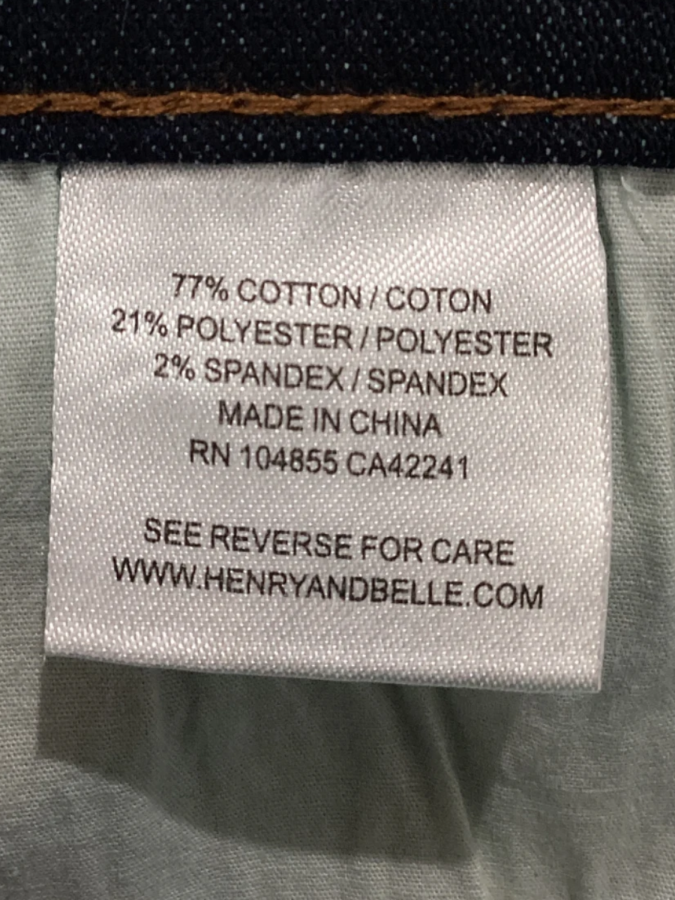 77% COTTON / COTON
21% POLYESTER / POLYESTER
2% SPANDEX / SPANDEX
MADE IN CHINA
RN 104855 CA42241
SEE REVERSE FOR CARE
WWW.HENRYANDBELLE.COM